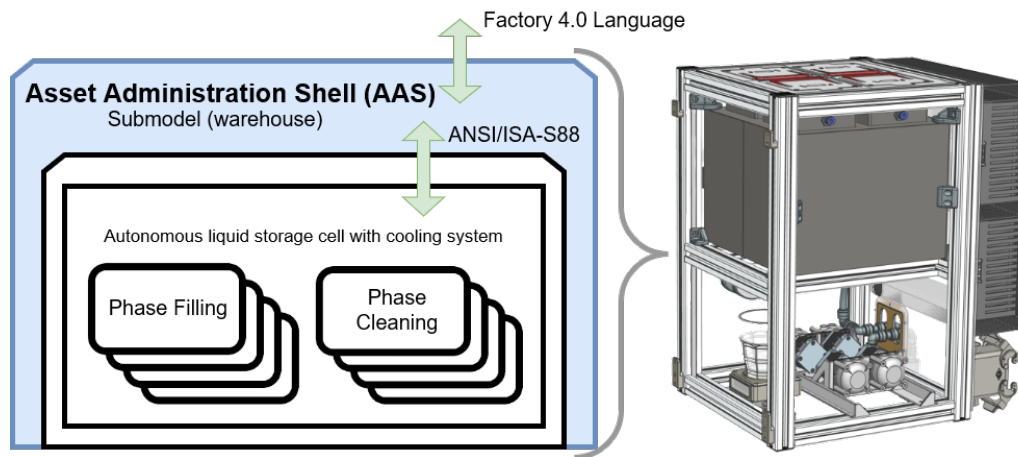 Factory 4.0 Language
Asset Administration Shell (AAS)
Submodel (warehouse)
ANSI/ISA-S88
Autonomous liquid storage cell with cooling system
Phase Filling
Phase
Cleaning